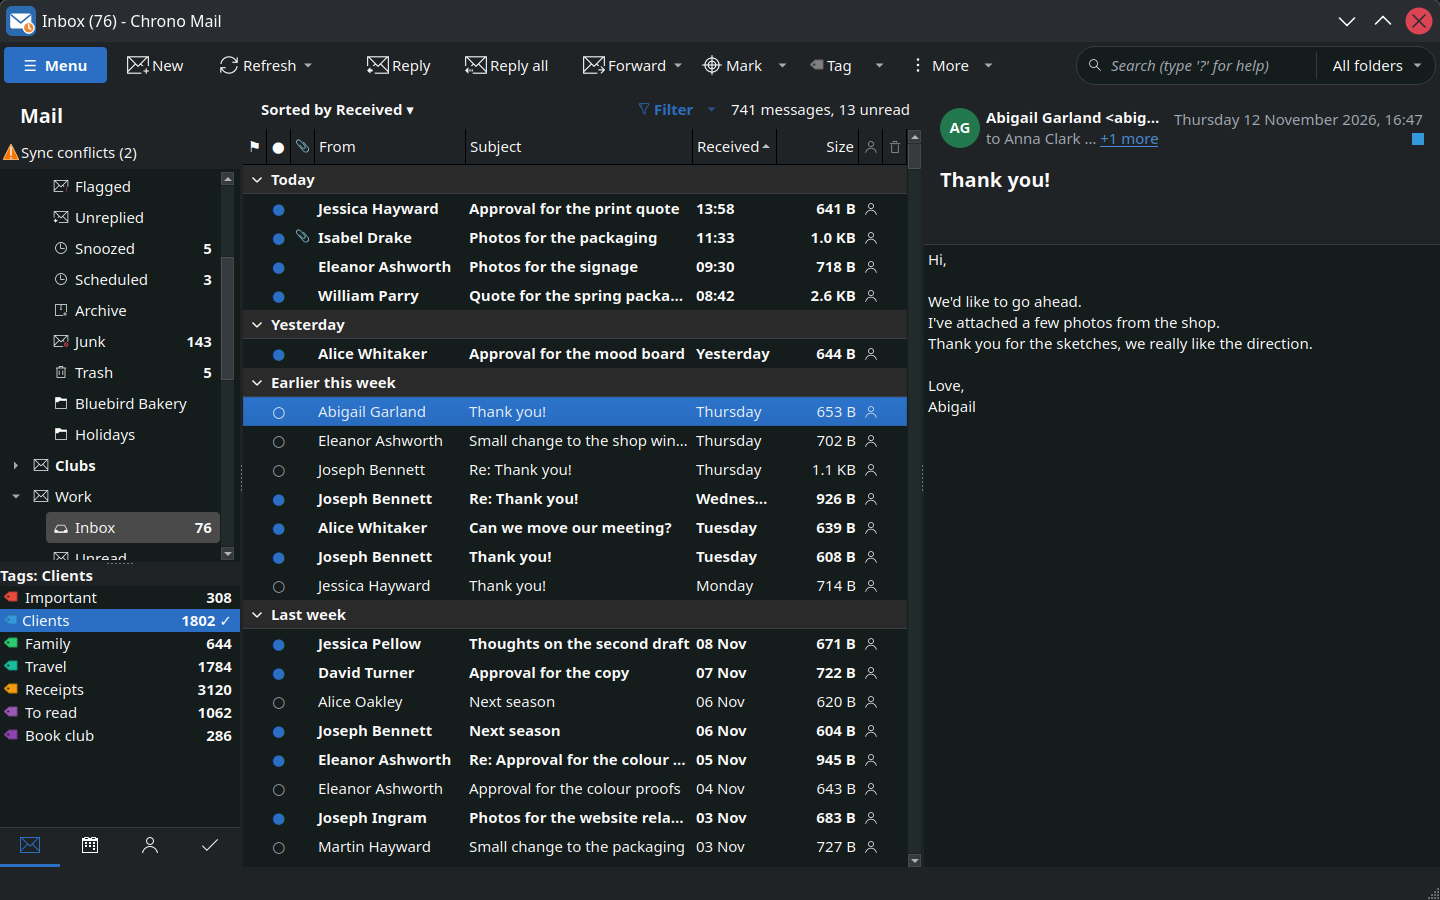 Inbox (76) - Chrono Mail
Menu
New
Refresh
Reply
Reply all
Forward
Mark
Tag
More
Search (type '?' for help)
All folders
Mail
Sync conflicts (2)
Flagged
Unreplied
Snoozed 5
Scheduled 3
Archive
Junk 143
Trash 5
Bluebird Bakery
Holidays
Clubs
Work
Inbox 76
Unread
Tags: Clients
Important 308
Clients 1802 ✓
Family 644
Travel 1784
Receipts 3120
To read 1062
Book club 286
Sorted by Received ▾
Filter
741 messages, 13 unread
From Subject Received Size
Today
Jessica Hayward Approval for the print quote 13:58 641 B
Isabel Drake Photos for the packaging 11:33 1.0 KB
Eleanor Ashworth Photos for the signage 09:30 718 B
William Parry Quote for the spring packa... 08:42 2.6 KB
Yesterday
Alice Whitaker Approval for the mood board Yesterday 644 B
Earlier this week
Abigail Garland Thank you! Thursday 653 B
Eleanor Ashworth Small change to the shop win... Thursday 702 B
Joseph Bennett Re: Thank you! Thursday 1.1 KB
Joseph Bennett Re: Thank you! Wednes... 926 B
Alice Whitaker Can we move our meeting? Tuesday 639 B
Joseph Bennett Thank you! Tuesday 608 B
Jessica Hayward Thank you! Monday 714 B
Last week
Jessica Pellow Thoughts on the second draft 08 Nov 671 B
David Turner Approval for the copy 07 Nov 722 B
Alice Oakley Next season 06 Nov 620 B
Joseph Bennett Next season 06 Nov 604 B
Eleanor Ashworth Re: Approval for the colour ... 05 Nov 945 B
Eleanor Ashworth Approval for the colour proofs 04 Nov 643 B
Joseph Ingram Photos for the website rela... 03 Nov 683 B
Martin Hayward Small change to the packaging 03 Nov 727 B
AG
Abigail Garland <abig... Thursday 12 November 2026, 16:47
to Anna Clark ... +1 more
Thank you!
Hi,
We'd like to go ahead.
I've attached a few photos from the shop.
Thank you for the sketches, we really like the direction.
Love,
Abigail